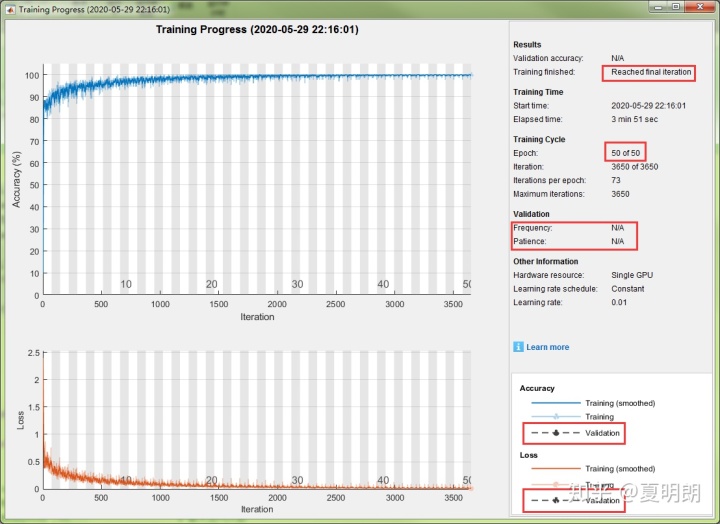 Training Progress (2020-05-29 22:16:01)
Training Progress (2020-05-29 22:16:01)
100
90
80
70
60
50
40
30
20
10
0
Accuracy (%)
10 20 30 40 50
0 500 1000 1500 2000 2500 3000 3500
Iteration
2.5
2
1.5
1
0.5
0
Loss
10 20 30 40 50
0 500 1000 1500 2000 2500 3000 3500
Iteration
Results
Validation accuracy: N/A
Training finished: Reached final iteration
Training Time
Start time: 2020-05-29 22:16:01
Elapsed time: 3 min 51 sec
Training Cycle
Epoch: 50 of 50
Iteration: 3650 of 3650
Iterations per epoch: 73
Maximum iterations: 3650
Validation
Frequency: N/A
Patience: N/A
Other Information
Hardware resource: Single GPU
Learning rate schedule: Constant
Learning rate: 0.01
Learn more
Accuracy
Training (smoothed)
Training
Validation
Loss
Training (smoothed)
Training
Validation
知乎 @夏明朗